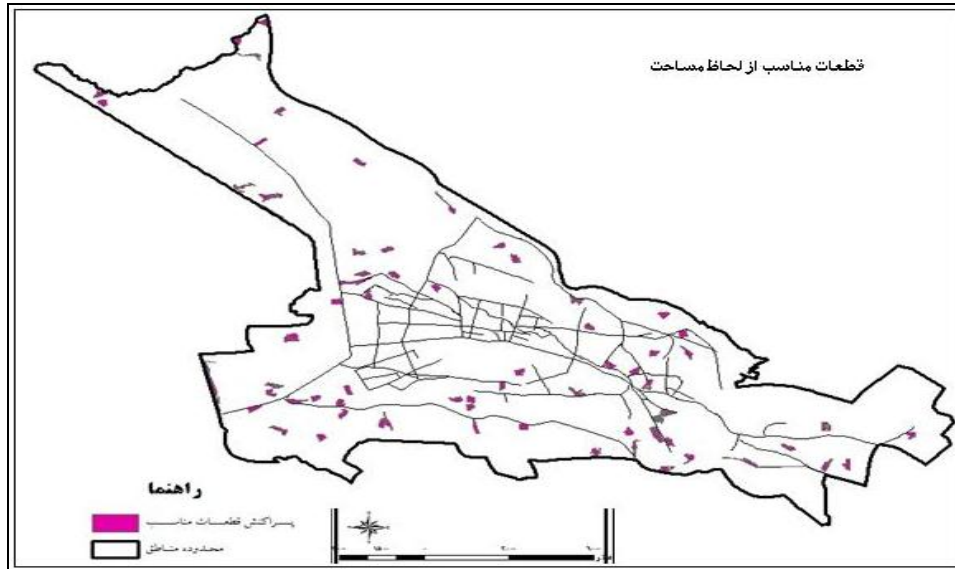 قطعات مناسب از لحاظ مساحت
راهنما
پراکنش قطعات مناسب
محدوده مناطق